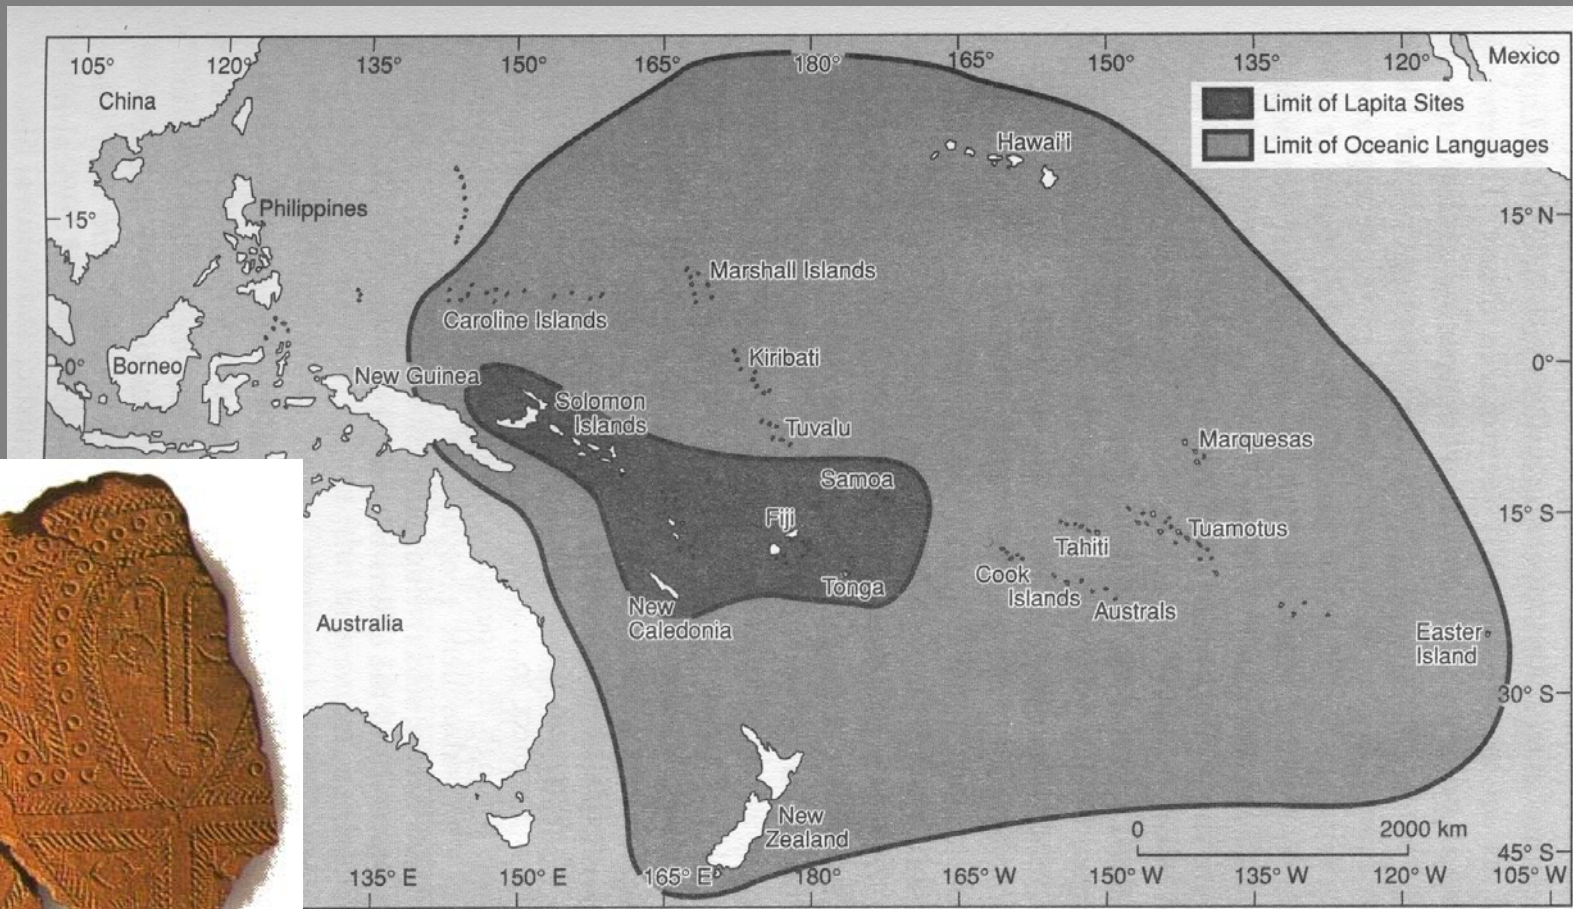 105°
120°
135°
150°
165°
180°
165°
150°
135°
120°
Mexico
China
Limit of Lapita Sites
Limit of Oceanic Languages
Hawai'i
15°
Philippines
15° N
Marshall Islands
Caroline Islands
0°
Borneo
New Guinea
Kiribati
0°
Solomon
Islands
Tuvalu
Marquesas
Samoa
Fiji
15° S
Tuamotus
Tahiti
Cook
Islands
Tonga
Australs
New
Caledonia
Australia
Easter
Island
30° S
New
Zealand
0
2000 km
45° S
135° E
150° E
165° E
180°
165° W
150° W
135° W
120° W
105° W